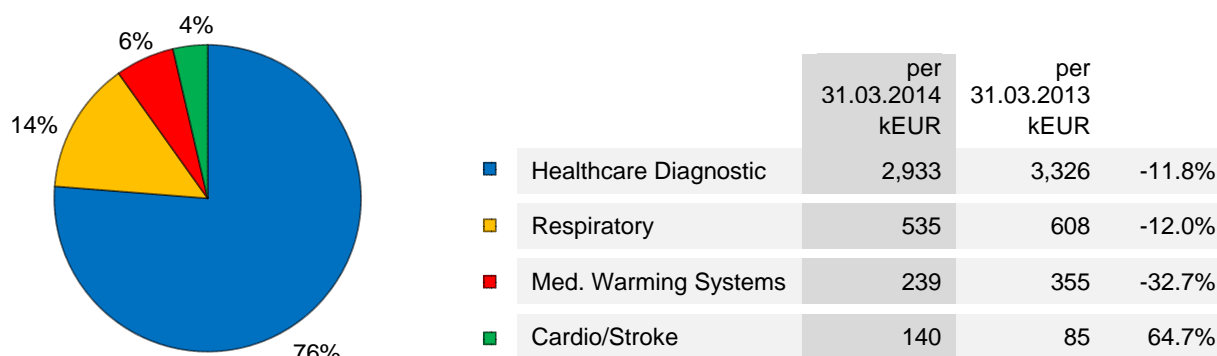 4%
6%
14%
76%
per per
31.03.2014 31.03.2013
kEUR kEUR
Healthcare Diagnostic 2,933 3,326 -11.8%
Respiratory 535 608 -12.0%
Med. Warming Systems 239 355 -32.7%
Cardio/Stroke 140 85 64.7%